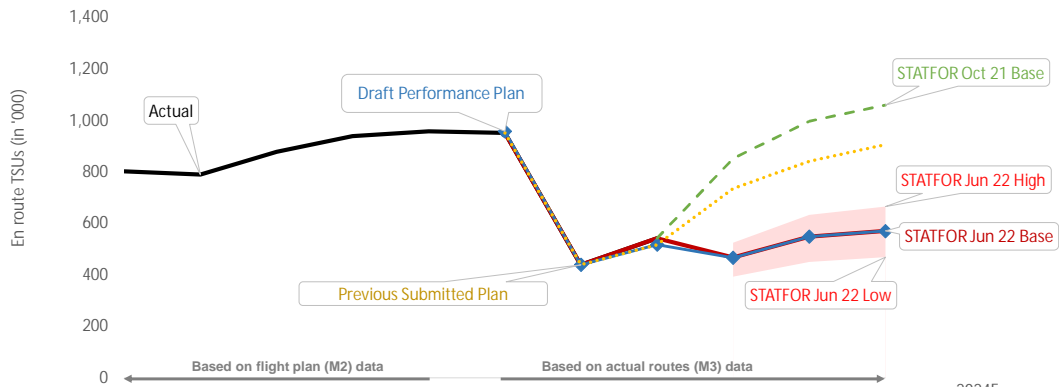 1,400
1,200
1,000
800
600
400
200
0
En route TSUs (in '000)
Actual
Draft Performance Plan
STATFOR Oct 21 Base
STATFOR Jun 22 High
STATFOR Jun 22 Base
STATFOR Jun 22 Low
Previous Submitted Plan
Based on flight plan (M2) data
Based on actual routes (M3) data